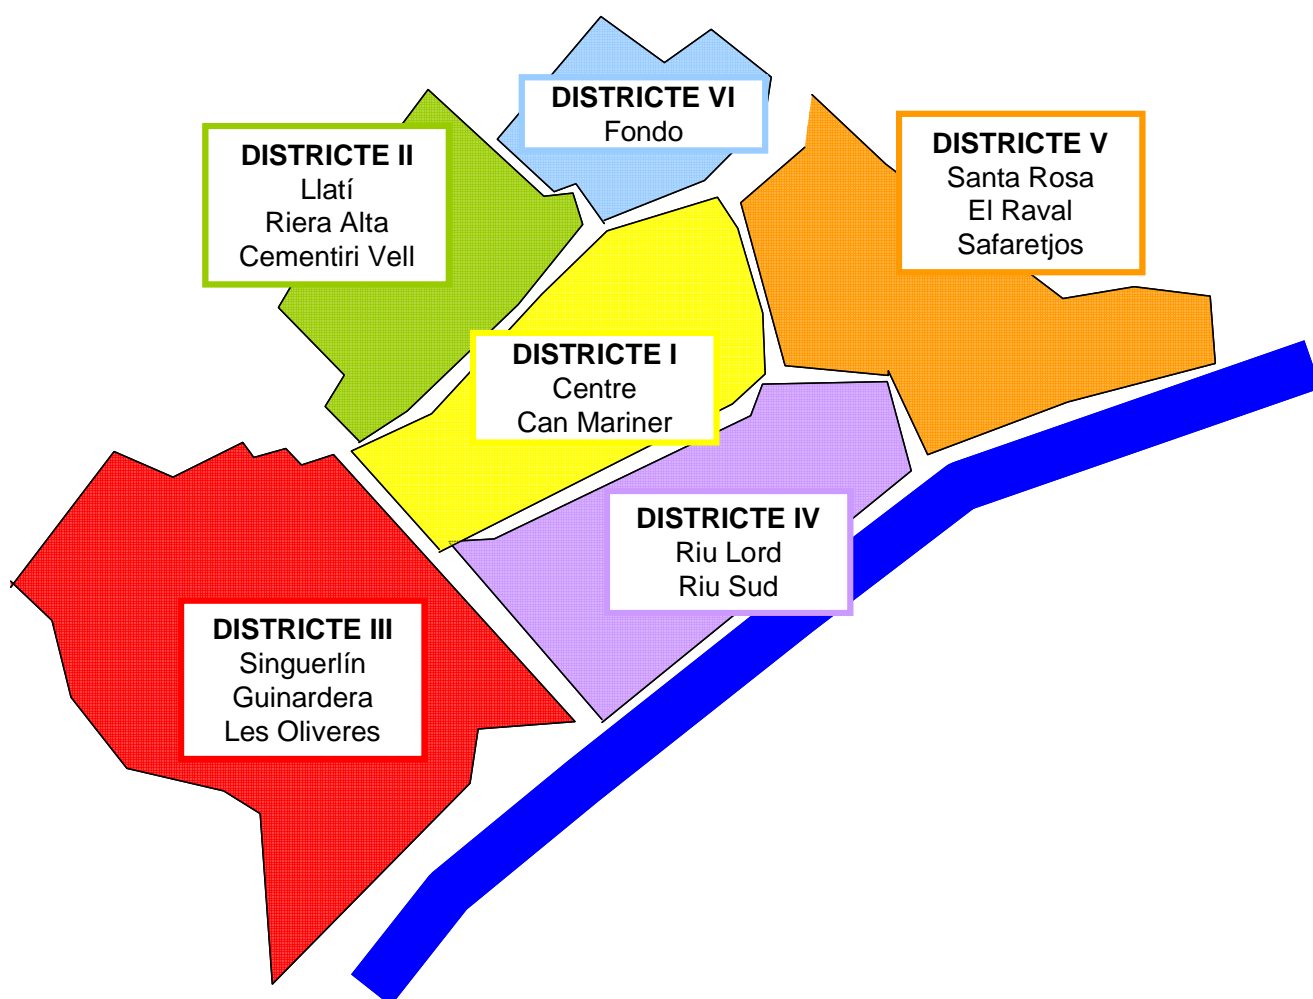 DISTRICTE VI
Fondo
DISTRICTE II
Llatí
Riera Alta
Cementiri Vell
DISTRICTE V
Santa Rosa
El Raval
Safaretjos
DISTRICTE I
Centre
Can Mariner
DISTRICTE IV
Riu Lord
Riu Sud
DISTRICTE III
Singuerlín
Guinardera
Les Oliveres